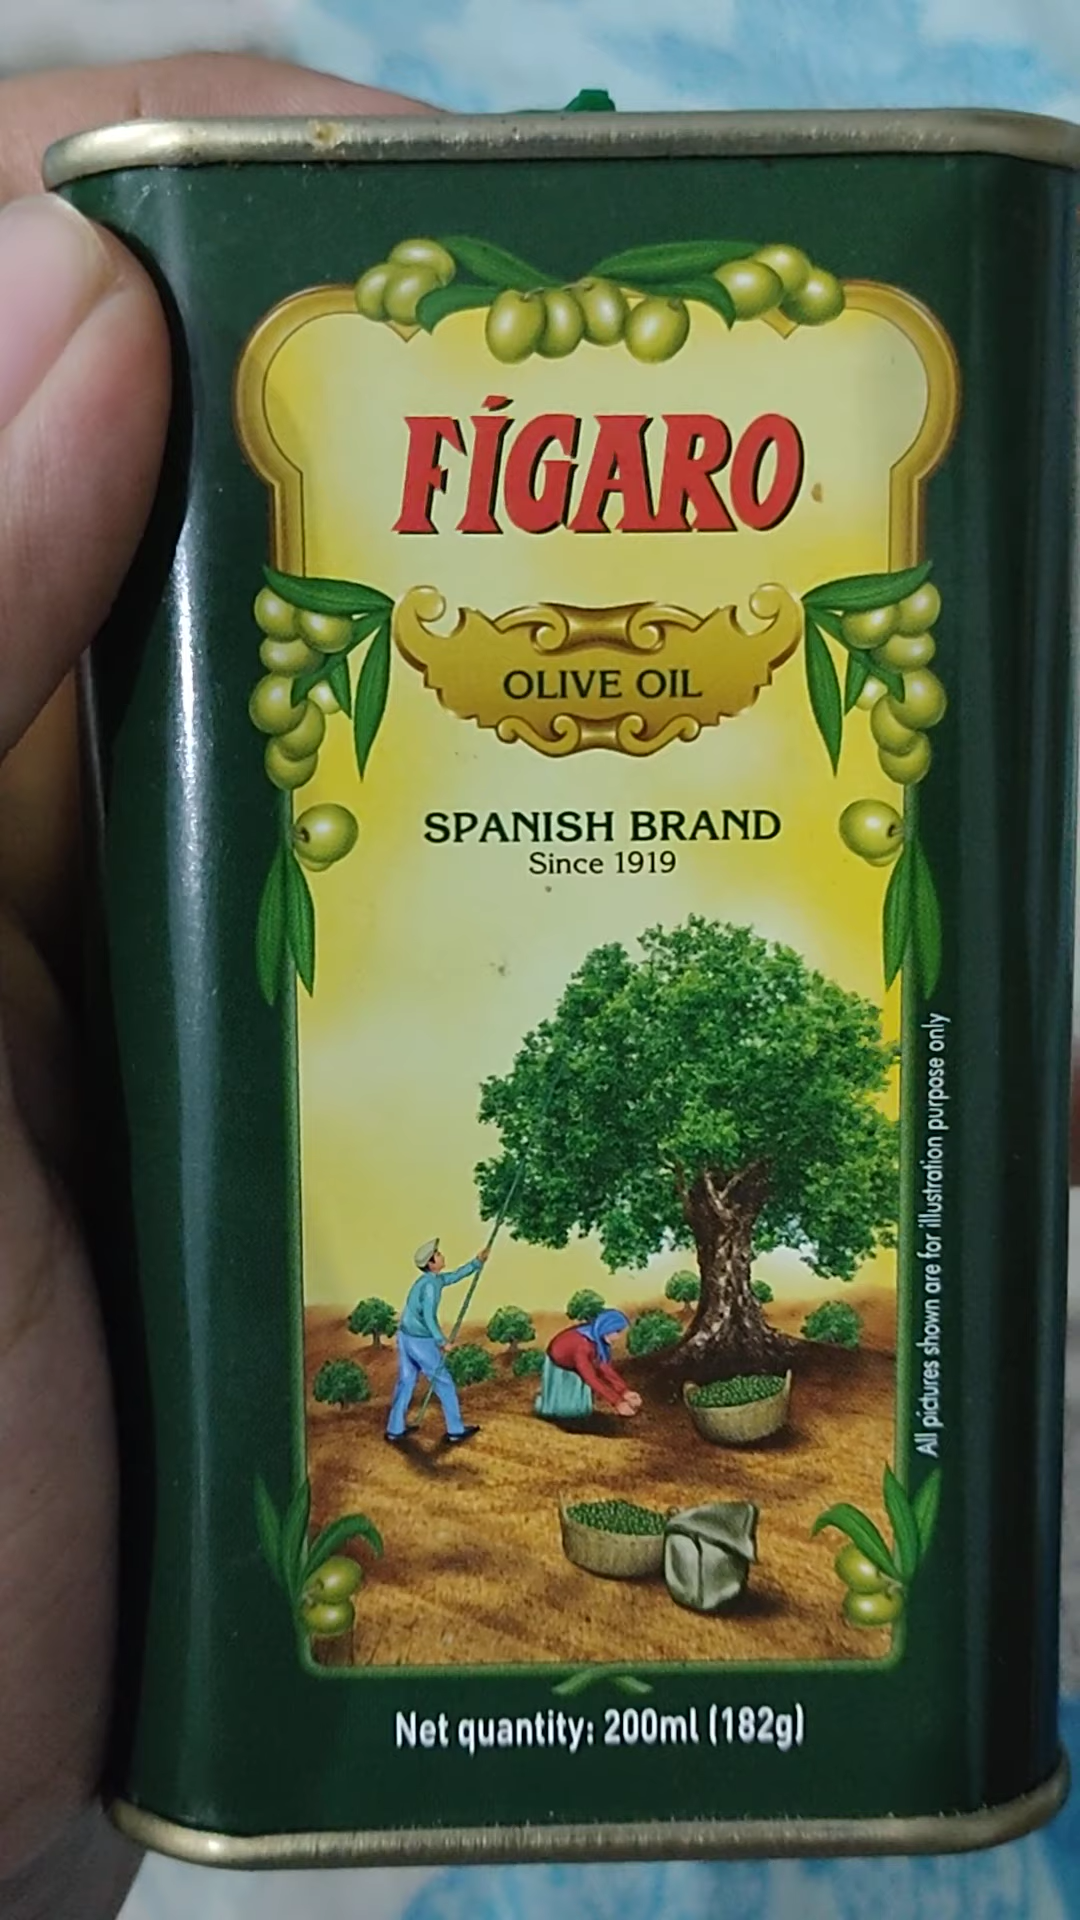 FÍGARO
OLIVE OIL
SPANISH BRAND
Since 1919
All pictures shown are for illustration purpose only
Net quantity: 200ml (182g)